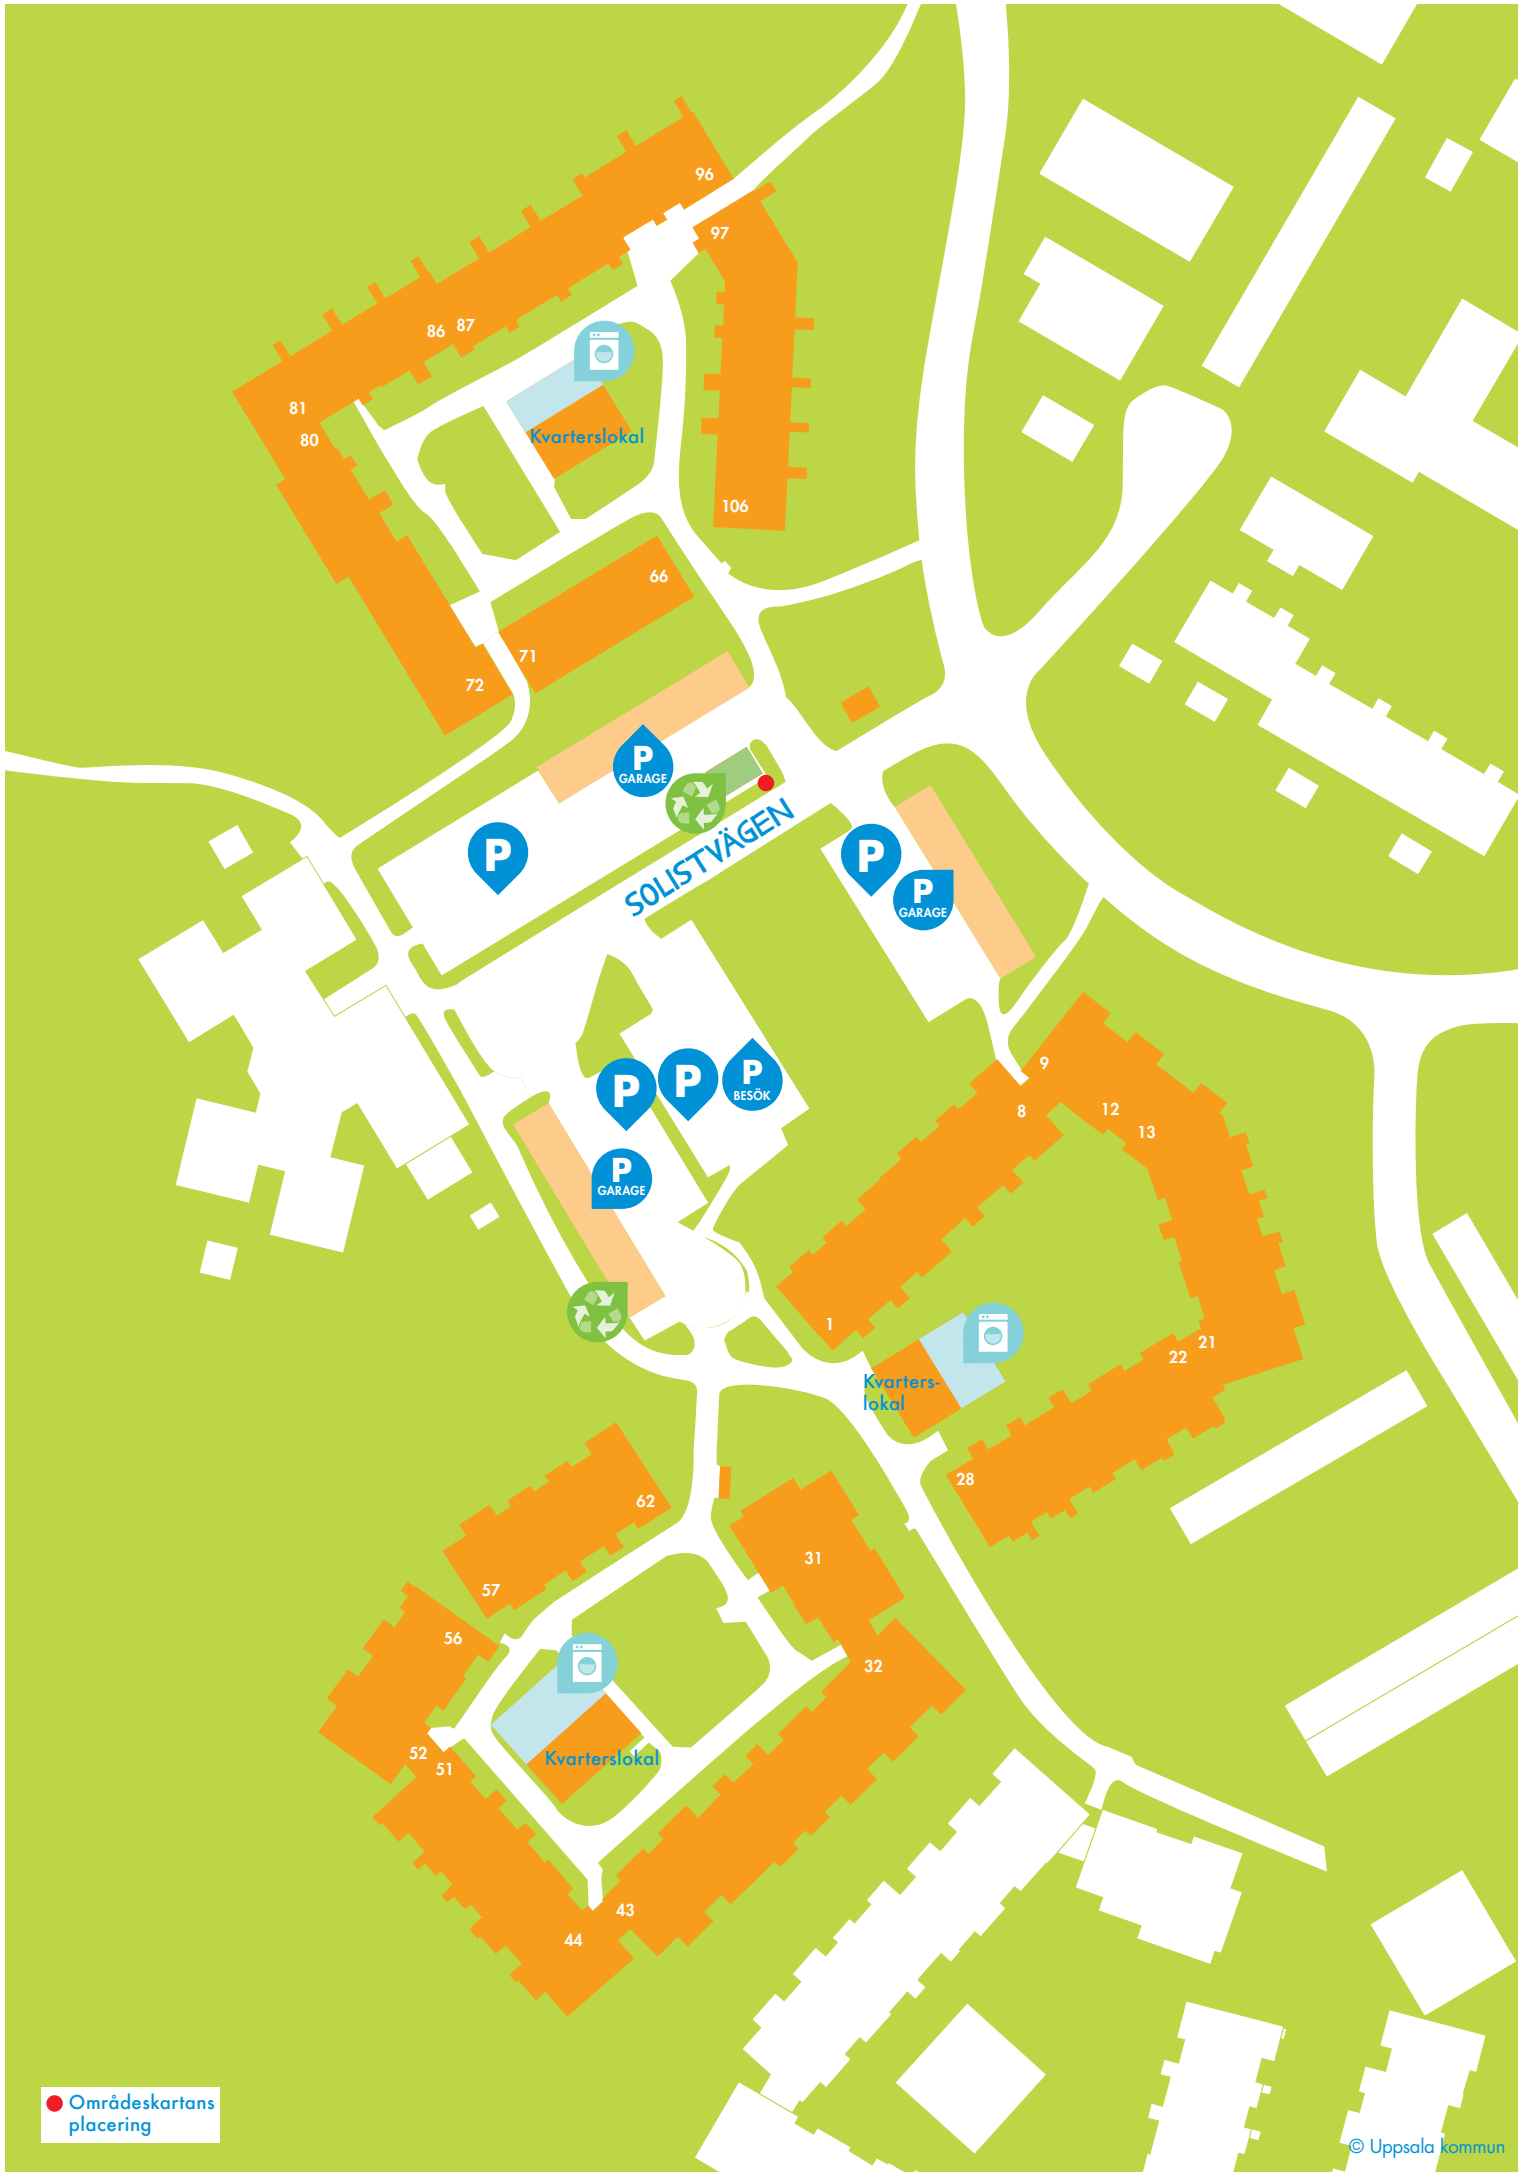 96
97
86 87
81
80
Kvarterslokal
106
66
71
72
P
GARAGE
P
SOLISTVÄGEN
P
P
GARAGE
P
P
P
BESÖK
P
GARAGE
9
8
12
13
1
21
22
Kvarters-
lokal
28
62
31
57
56
32
52
51
Kvarterslokal
43
44
Områdeskartans
placering
© Uppsala kommun